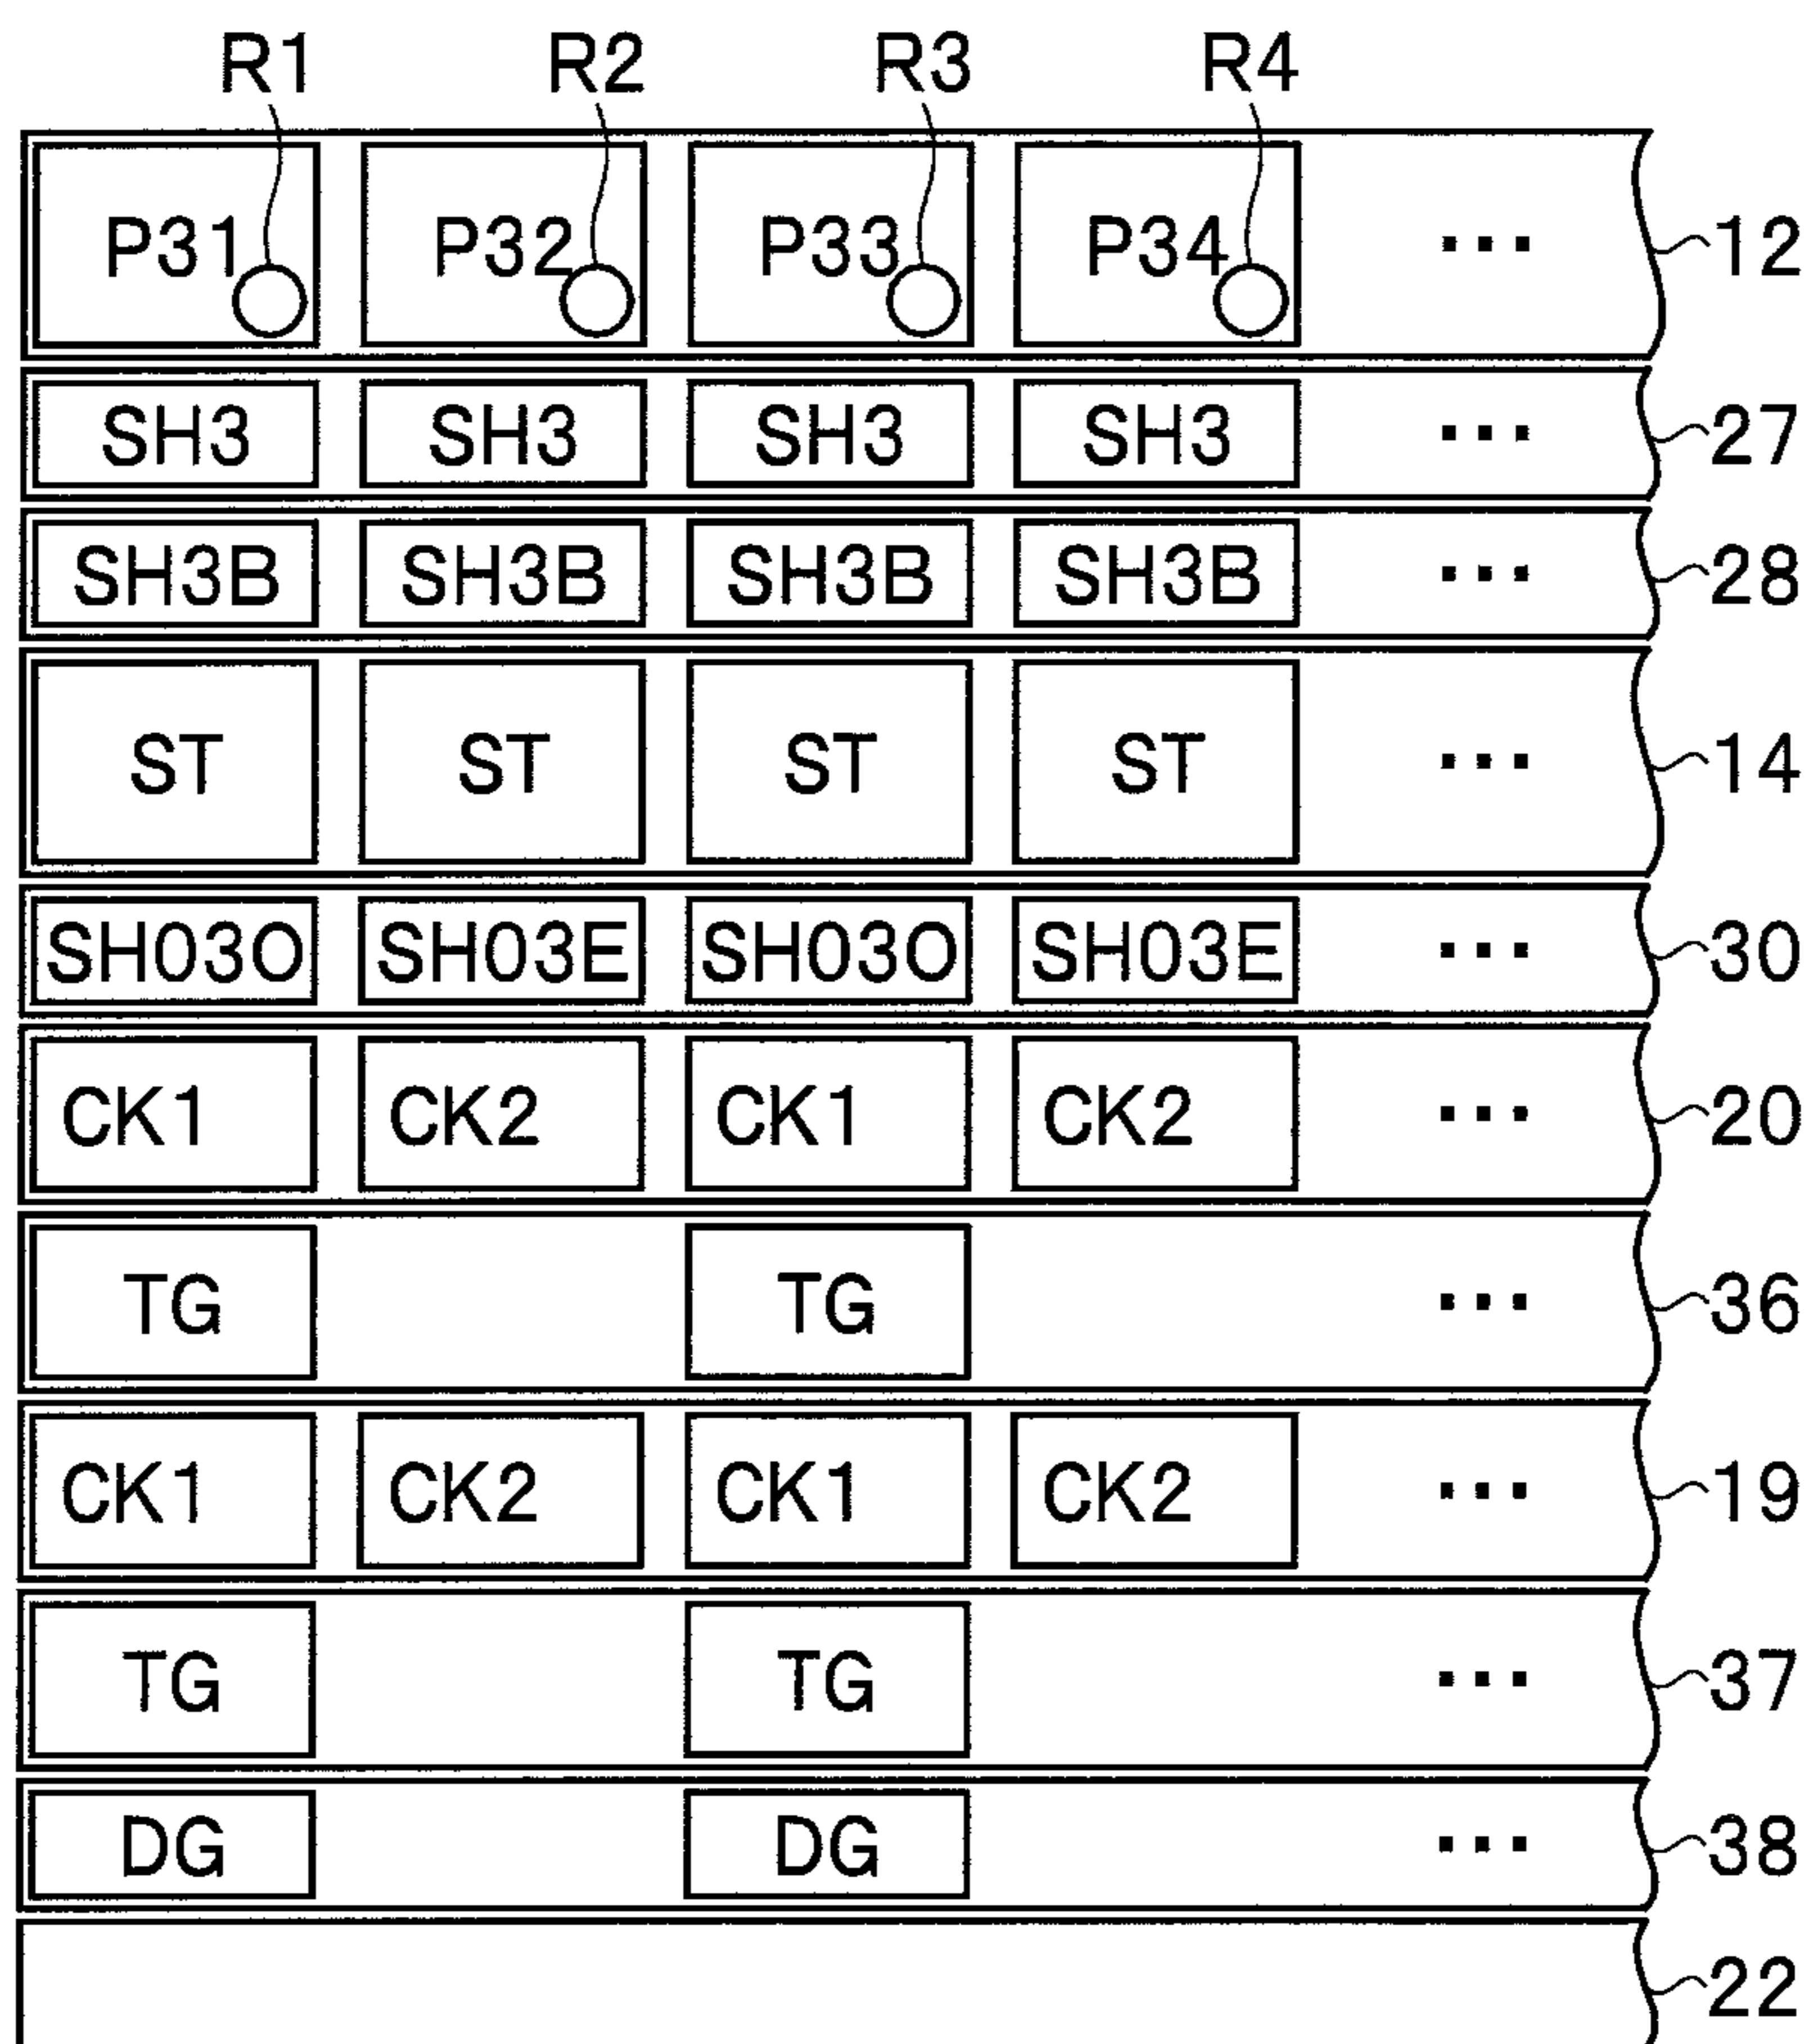 R1 R2 R3 R4
P31 P32 P33 P34 ... 12
SH3 SH3 SH3 SH3 ... 27
SH3B SH3B SH3B SH3B ... 28
ST ST ST ST ... 14
SH03O SH03E SH03O SH03E ... 30
CK1 CK2 CK1 CK2 ... 20
TG TG ... 36
CK1 CK2 CK1 CK2 ... 19
TG TG ... 37
DG DG ... 38
22